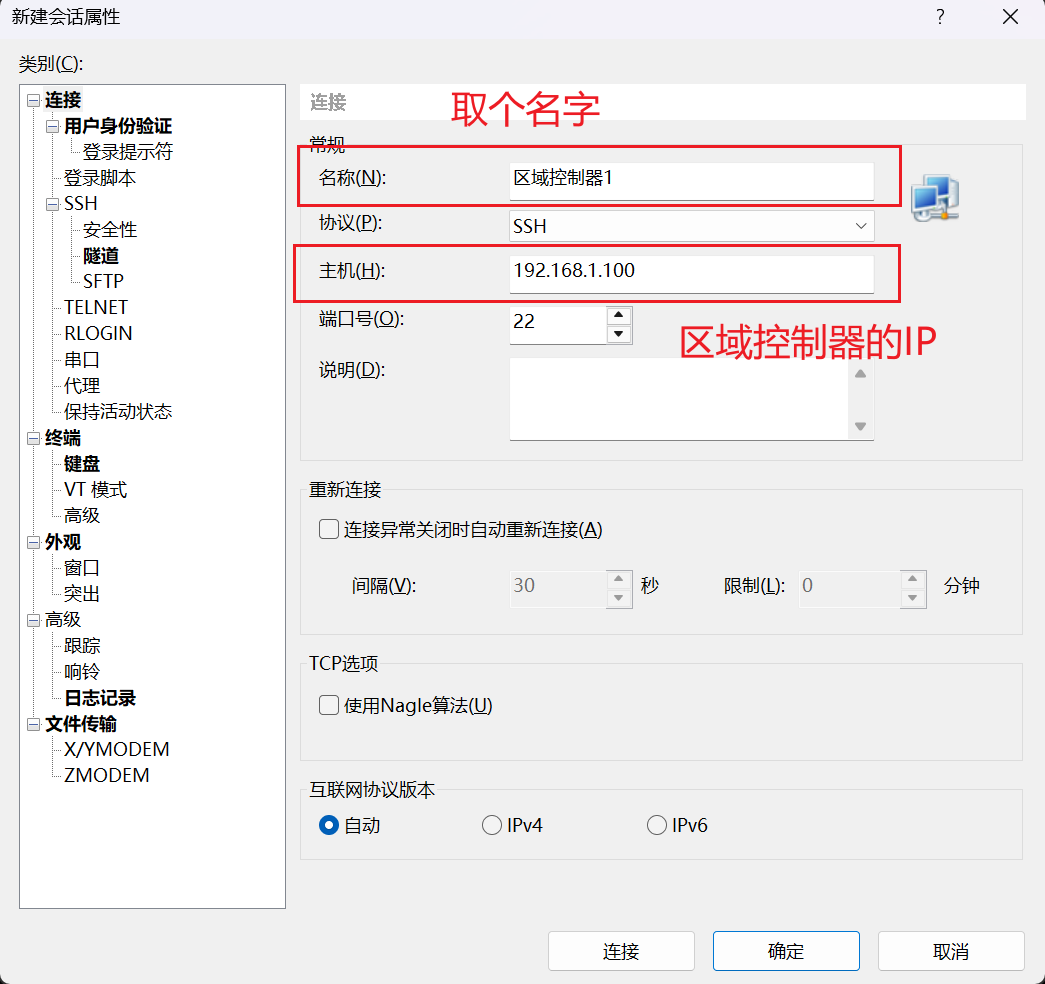 新建会话属性
?
类别(C):
连接
用户身份验证
登录提示符
登录脚本
SSH
安全性
隧道
SFTP
TELNET
RLOGIN
串口
代理
保持活动状态
终端
键盘
VT 模式
高级
外观
窗口
突出
高级
跟踪
响铃
日志记录
文件传输
X/YMODEM
ZMODEM
连接
取个名字
常规
名称(N): 区域控制器1
协议(P): SSH
主机(H): 192.168.1.100
端口号(O): 22
区域控制器的IP
说明(D):
重新连接
连接异常关闭时自动重新连接(A)
间隔(V): 30 秒 限制(L): 0 分钟
TCP选项
使用Nagle算法(U)
互联网协议版本
自动 IPv4 IPv6
连接 确定 取消